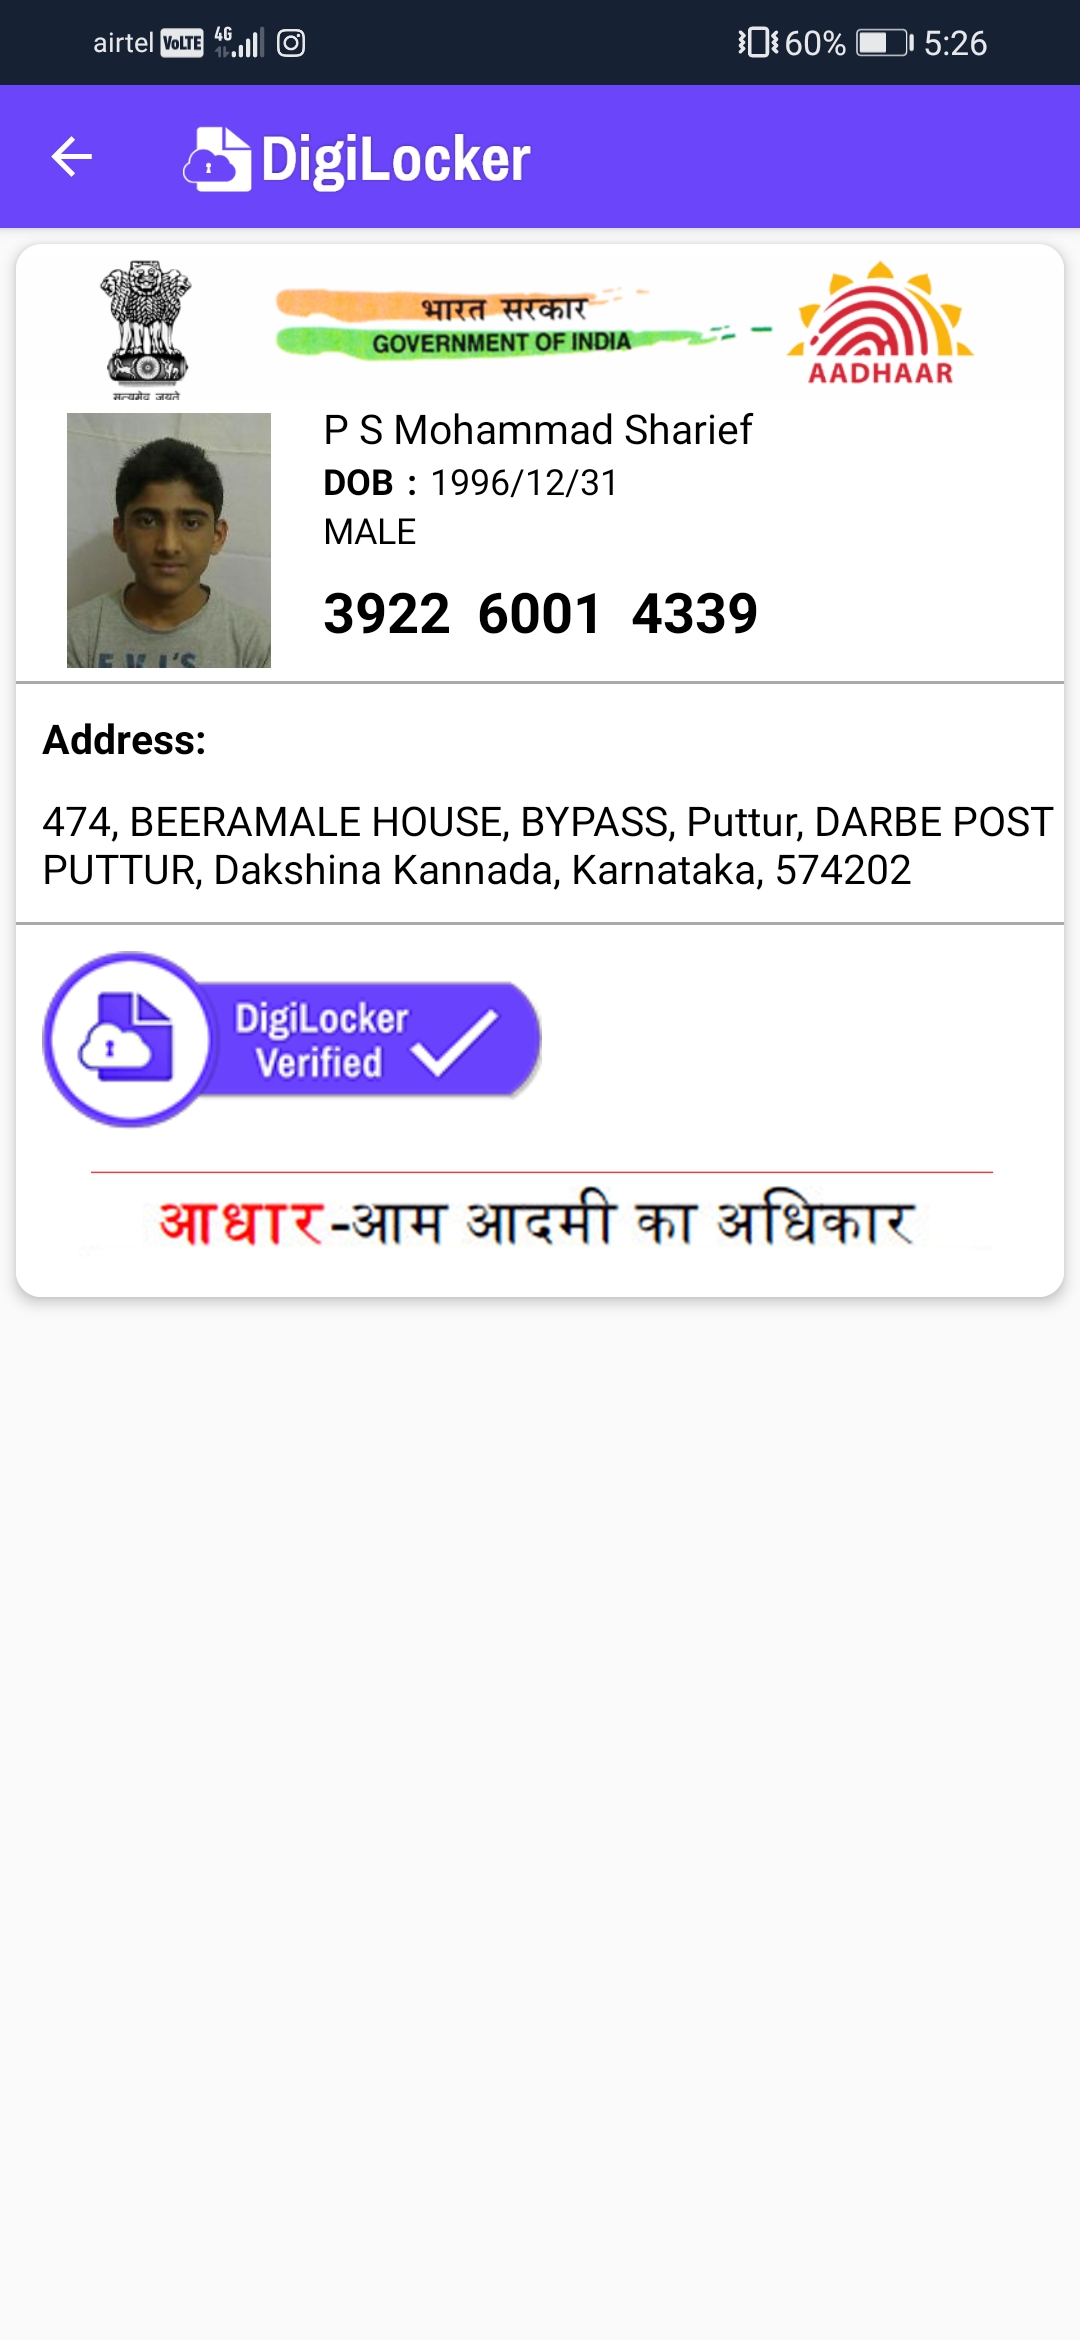 airtel VoLTE 4G 60% 5:26
DigiLocker
भारत सरकार
GOVERNMENT OF INDIA
AADHAAR
सत्यमेव जयते
P S Mohammad Sharief
DOB : 1996/12/31
MALE
3922 6001 4339
Address:
474, BEERAMALE HOUSE, BYPASS, Puttur, DARBE POST
PUTTUR, Dakshina Kannada, Karnataka, 574202
DigiLocker
Verified
आधार-आम आदमी का अधिकार